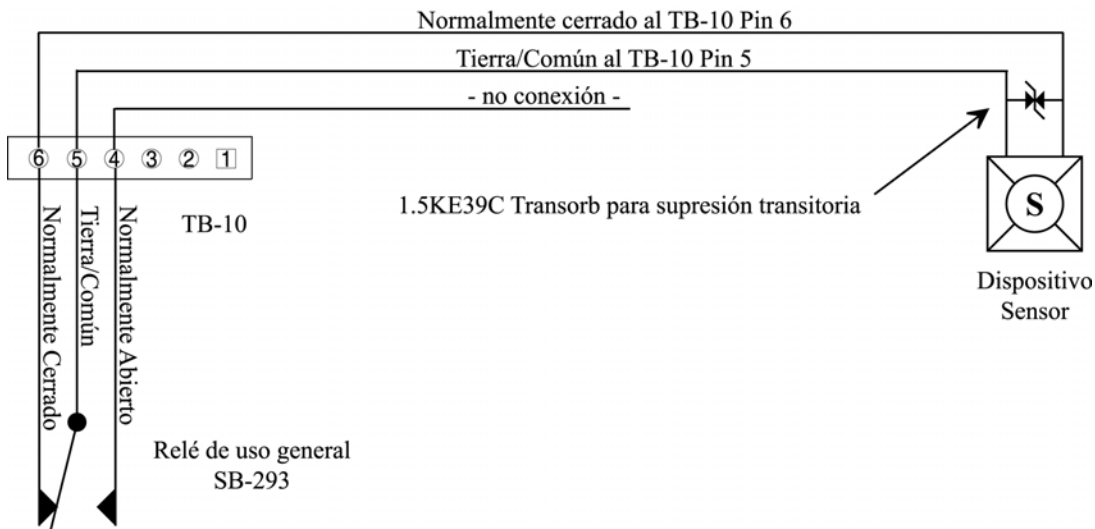 Normalmente cerrado al TB-10 Pin 6
Tierra/Común al TB-10 Pin 5
- no conexión -
6 5 4 3 2 1
TB-10
1.5KE39C Transorb para supresión transitoria
S
Dispositivo
Sensor
Normalmente Cerrado
Tierra/Común
Normalmente Abierto
Relé de uso general
SB-293